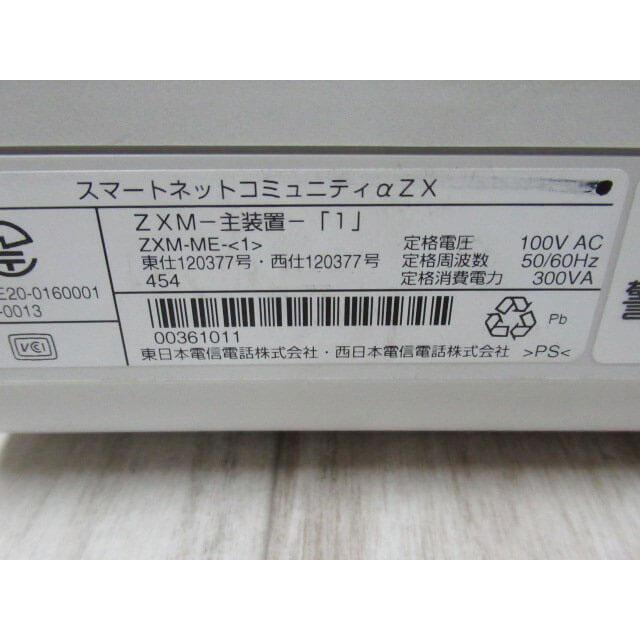 スマートネットコミュニティαZX
ZXM－主装置－「1」
ZXM-ME-<1>
東仕120377号・西仕120377号
454
定格電圧 100V AC
定格周波数 50/60Hz
定格消費電力 300VA
E20-0160001
-0013
VCI
00361011
Pb
東日本電信電話株式会社・西日本電信電話株式会社 >PS<